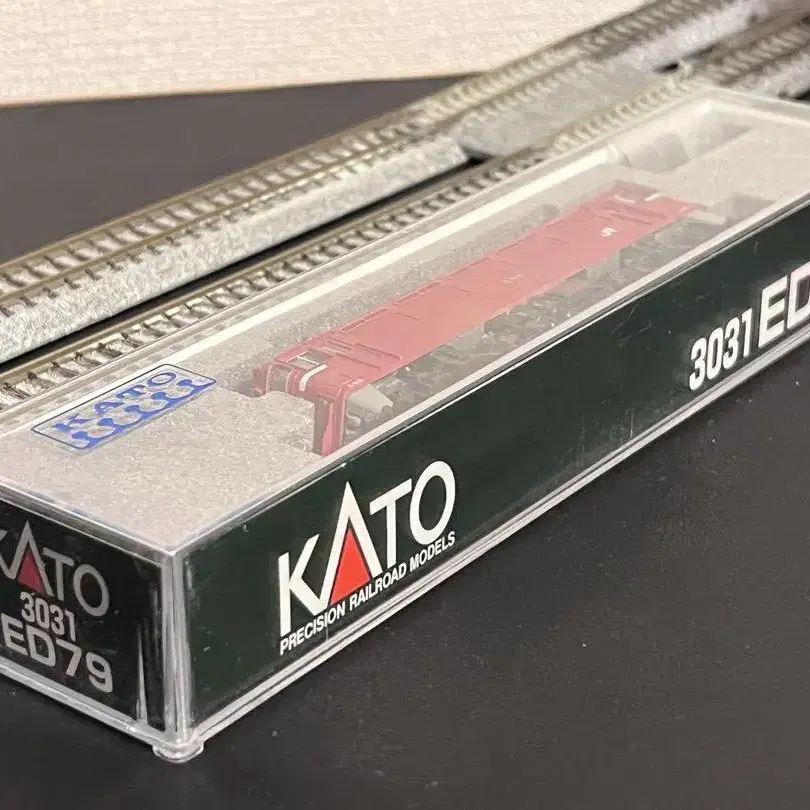 KATO
3031 ED
KATO
PRECISION RAILROAD MODELS
KATO
3031
ED79